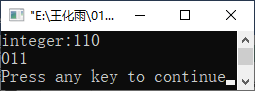 "E:\王化雨\01...
integer:110
011
Press any key to continue